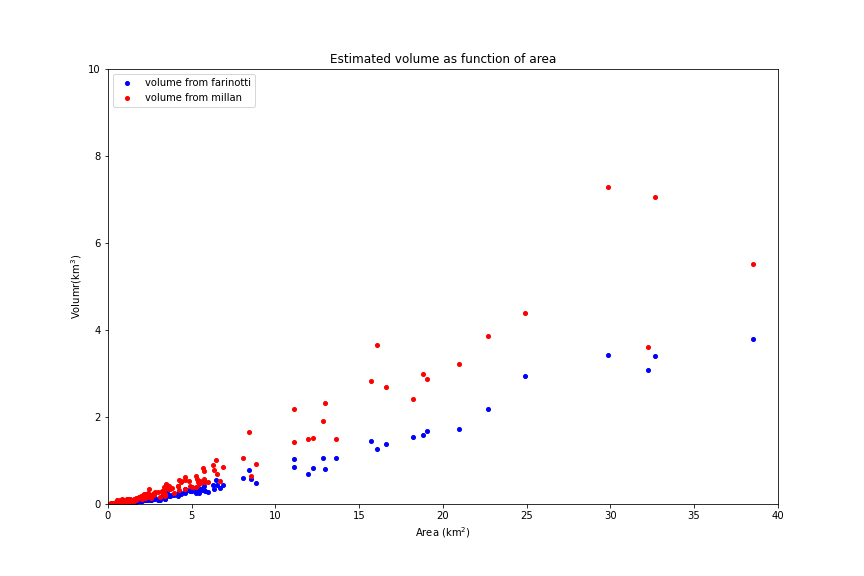 Estimated volume as function of area
volume from farinotti
volume from millan
10
8
6
4
2
0
Volumr(km³)
0 5 10 15 20 25 30 35 40
Area (km²)